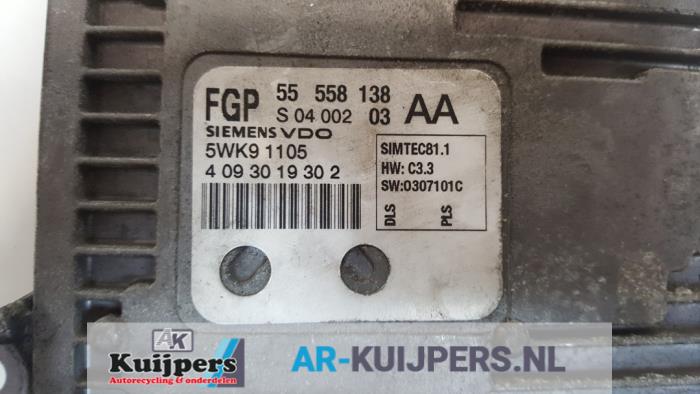 FGP 55 558 138 AA
S 04 002 03
SIEMENS VDO
5WK9 1105
4 09 30 19 30 2
SIMTEC81.1
HW: C3.3
SW:0307101C
DLS
PLS
AK
Kuijpers
Autorecycling & onderdelen
AR-KUIJPERS.NL